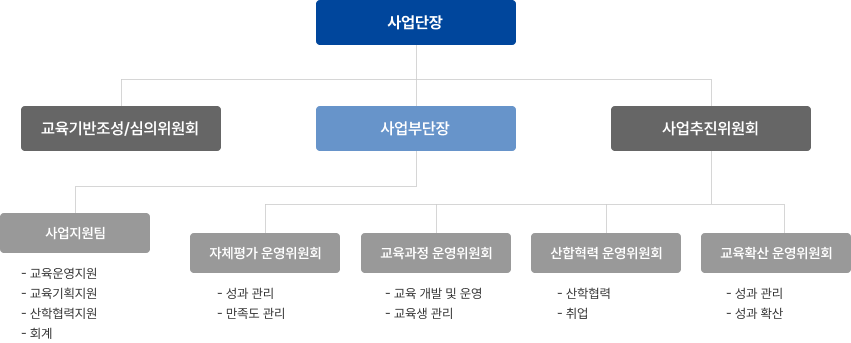 사업단장
교육기반조성/심의위원회
사업부단장
사업추진위원회
사업지원팀
- 교육운영지원
- 교육기획지원
- 산학협력지원
- 회계
자체평가 운영위원회
- 성과 관리
- 만족도 관리
교육과정 운영위원회
- 교육 개발 및 운영
- 교육생 관리
산합혁력 운영위원회
- 산학협력
- 취업
교육확산 운영위원회
- 성과 관리
- 성과 확산